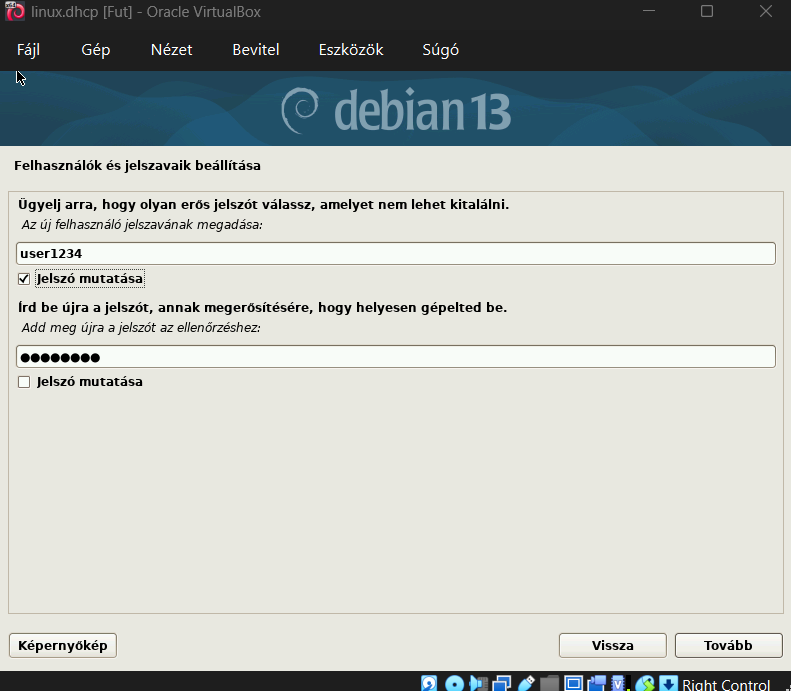 linux.dhcp [Fut] - Oracle VirtualBox
Fájl Gép Nézet Bevitel Eszközök Súgó
debian 13
Felhasználók és jelszavaik beállítása
Ügyelj arra, hogy olyan erős jelszót válassz, amelyet nem lehet kitalálni.
Az új felhasználó jelszavának megadása:
user1234
Jelszó mutatása
Írd be újra a jelszót, annak megerősítésére, hogy helyesen gépelted be.
Add meg újra a jelszót az ellenőrzéshez:
●●●●●●●●
Jelszó mutatása
Képernyőkép Vissza Tovább
Right Control